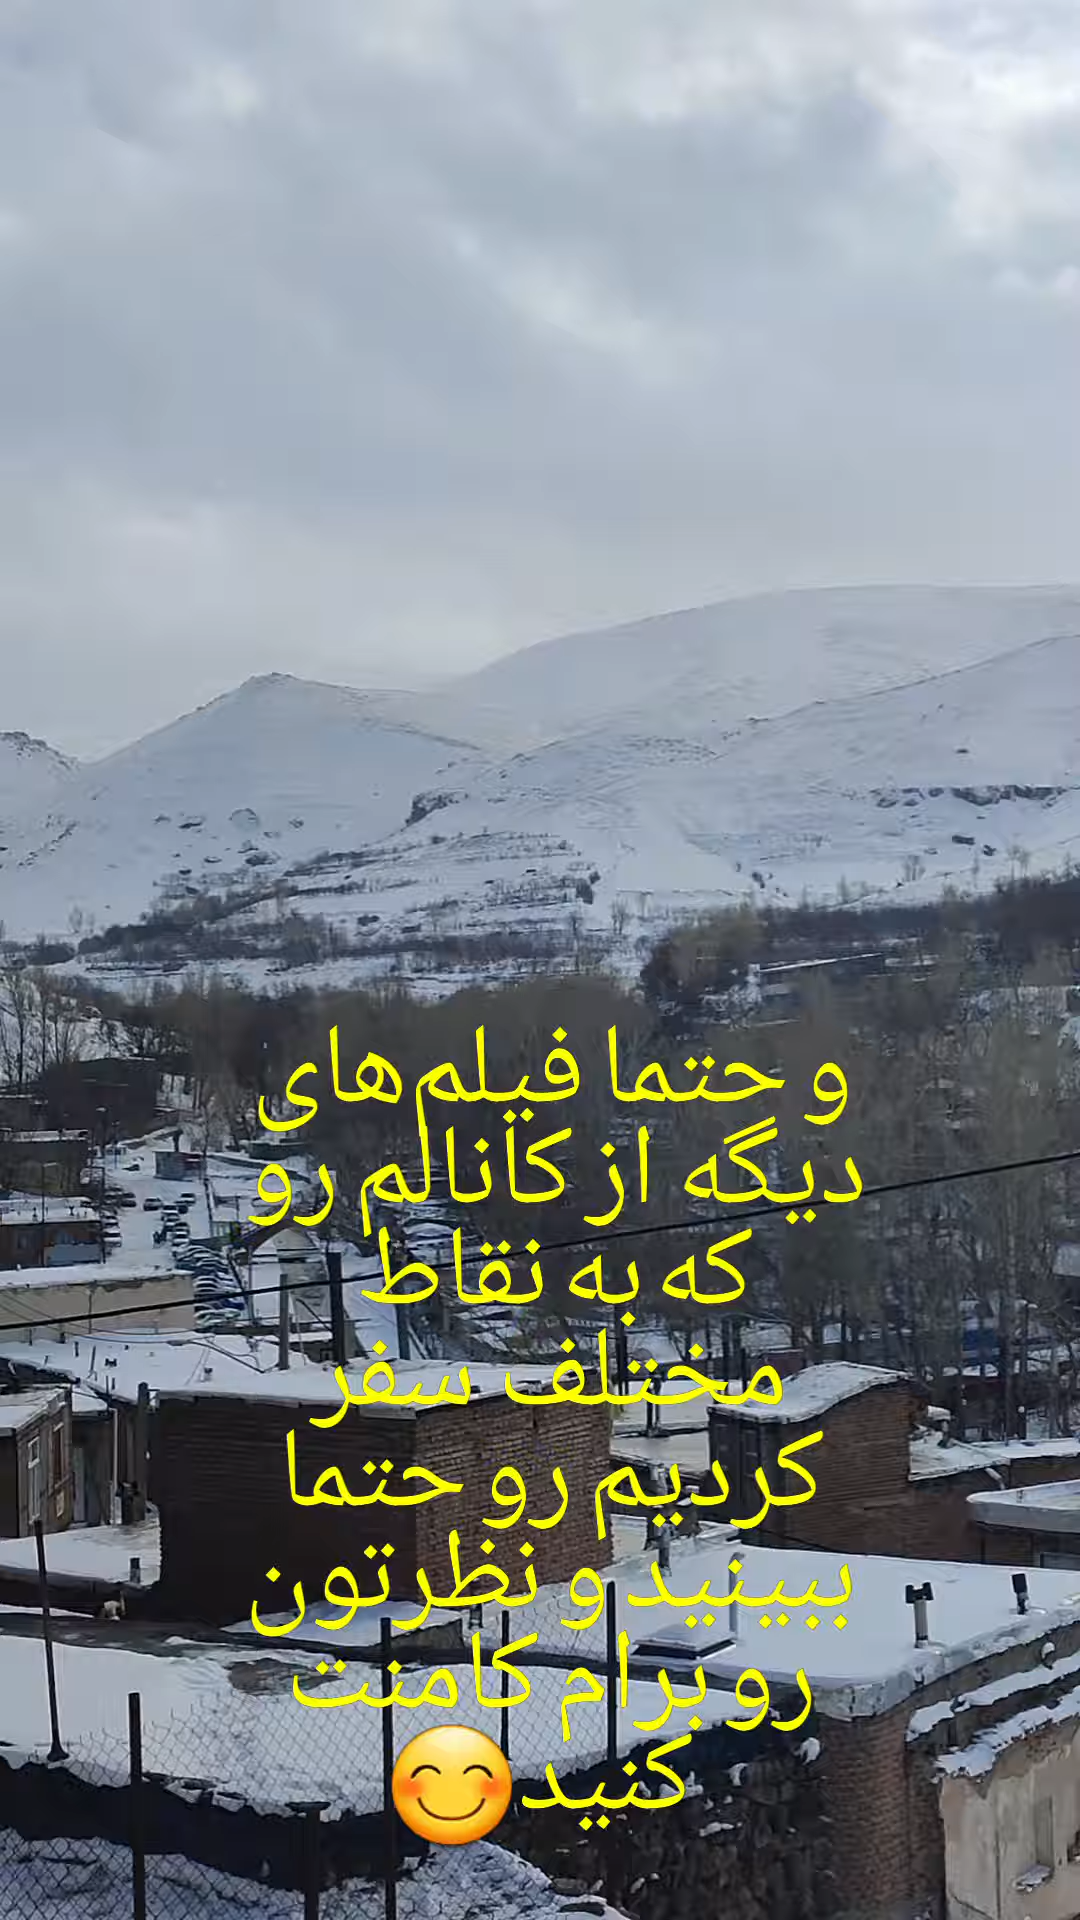 و حتما فیلم‌های
دیگه از کانالم رو
که به نقاط
مختلف سفر
کردیم رو حتما
ببینید و نظرتون
رو برام کامنت
کنید😊